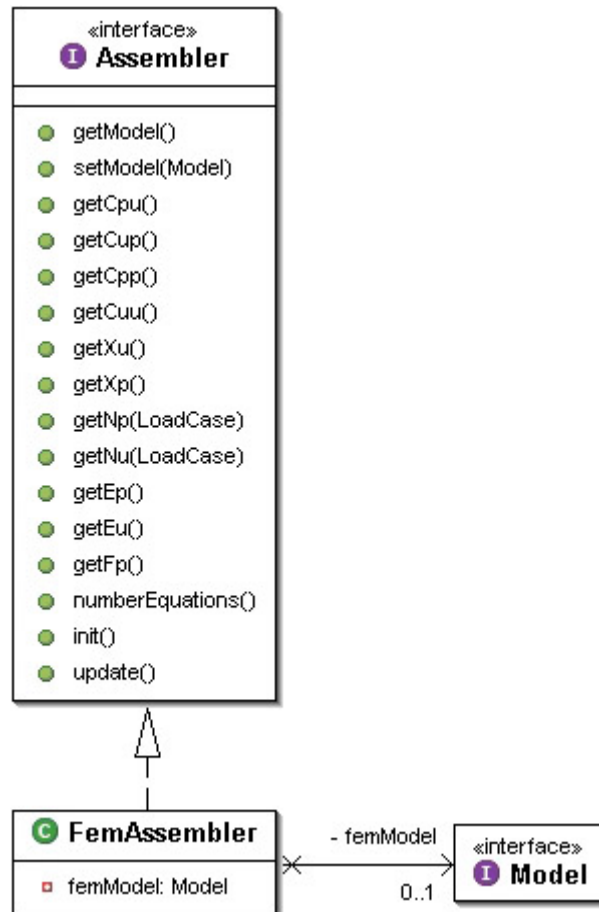 «interface»
I Assembler
getModel()
setModel(Model)
getCpu()
getCup()
getCpp()
getCuu()
getXu()
getXp()
getNp(LoadCase)
getNu(LoadCase)
getEp()
getEu()
getFp()
numberEquations()
init()
update()
C FemAssembler
femModel: Model
- femModel
0..1
«interface»
I Model